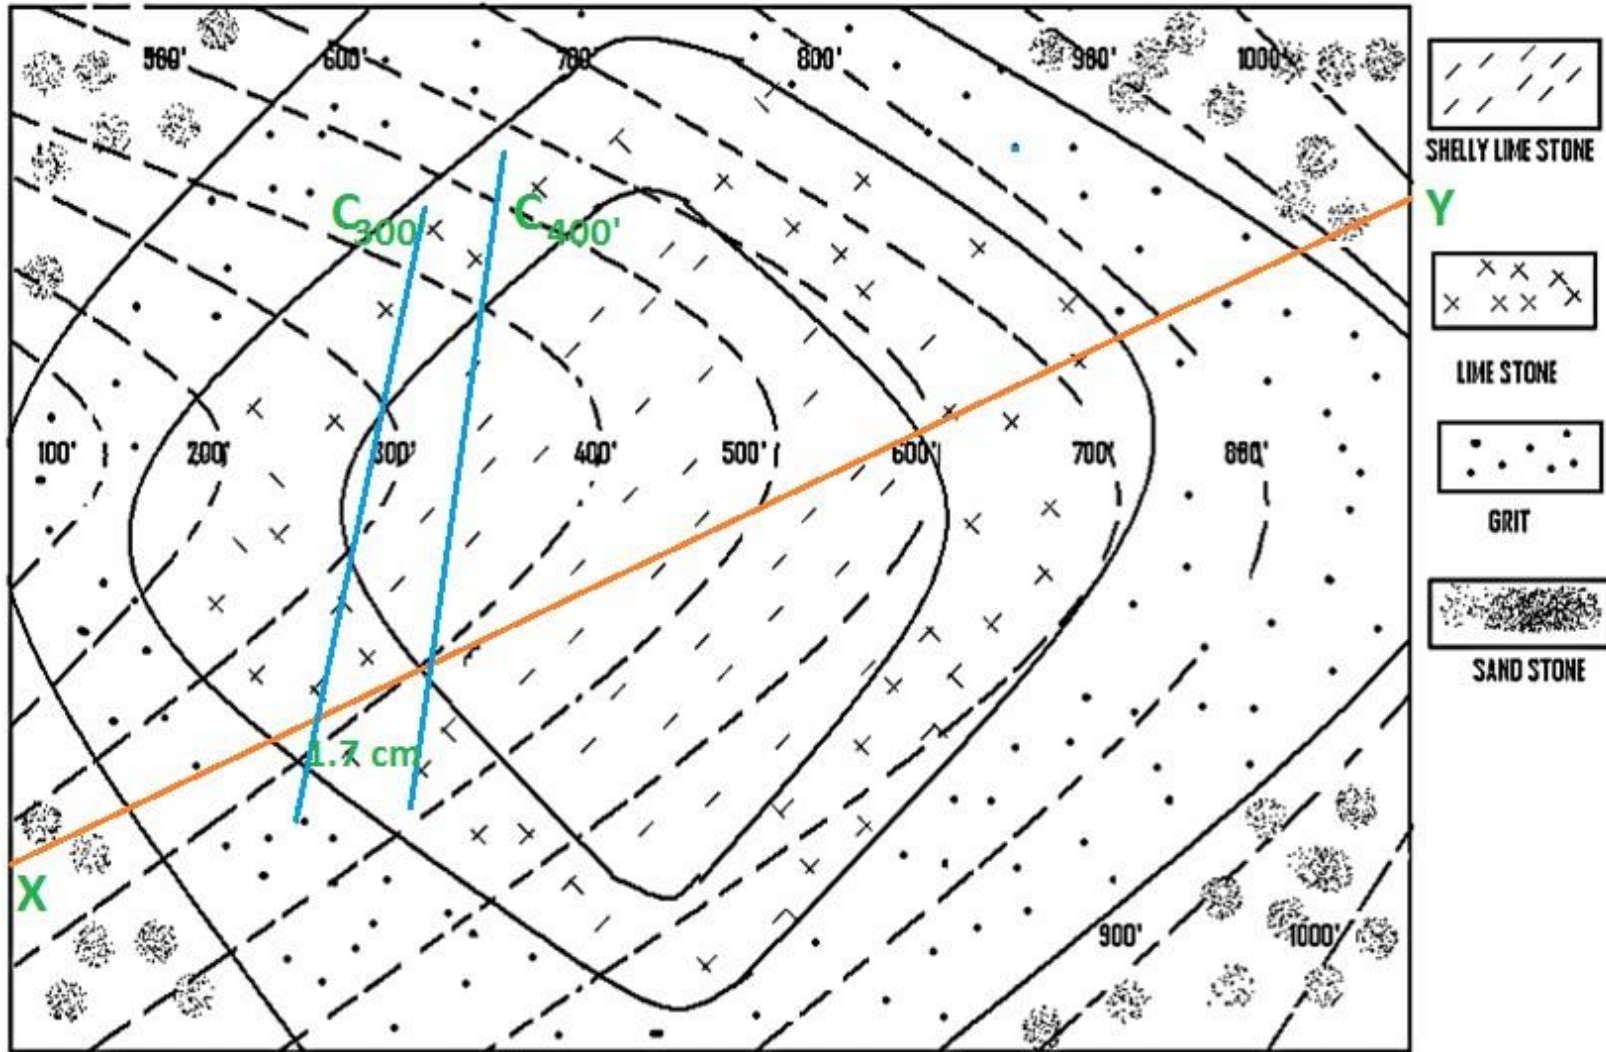 500' 600' 700' 800' 900' 1000'
SHELLY LIME STONE
C300' C400' Y
LIME STONE
100' 200' 300' 400' 500' 600' 700' 800'
GRIT
SAND STONE
1.7 cm
X
900' 1000'